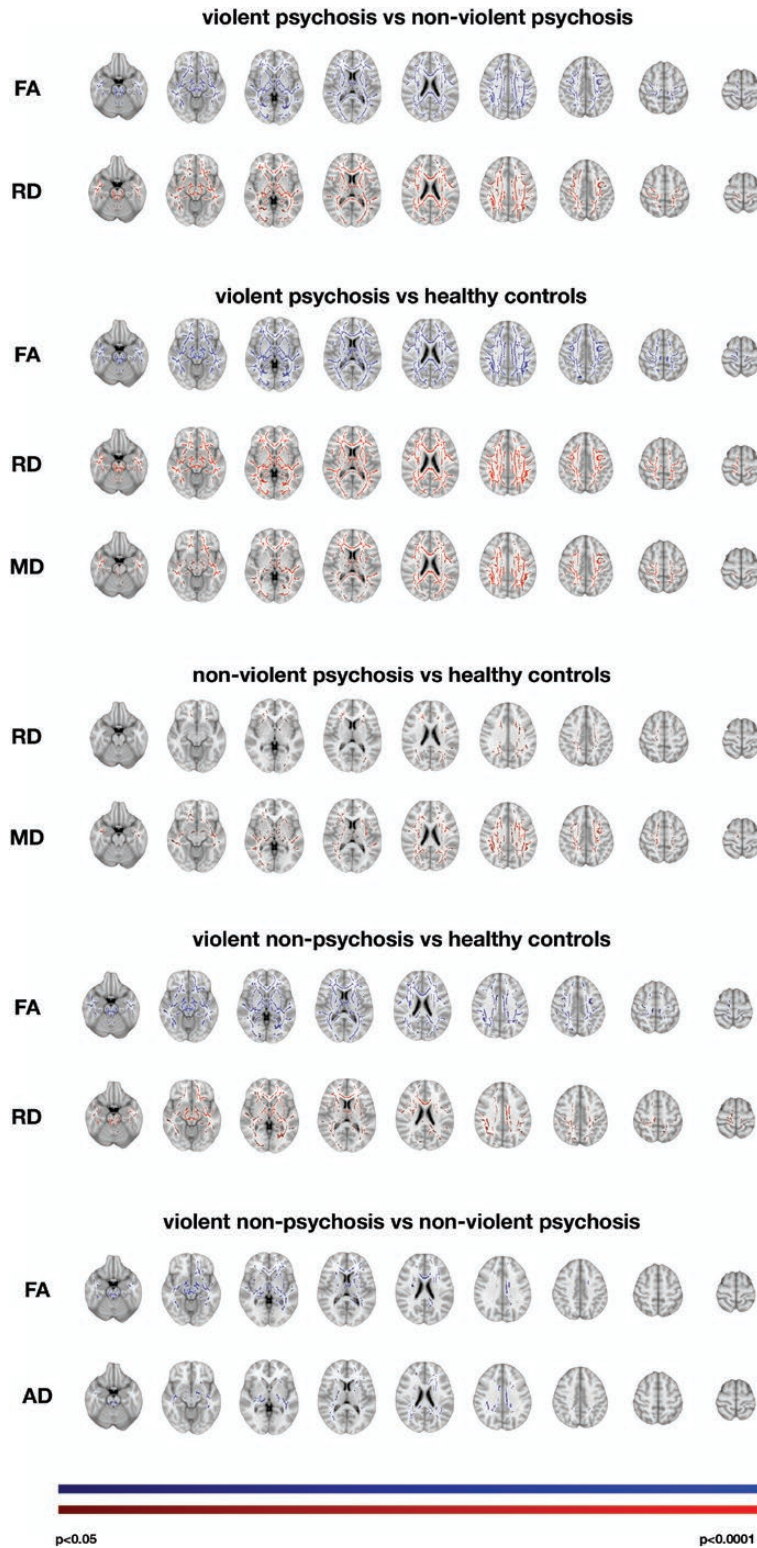 violent psychosis vs non-violent psychosis
FA
RD
violent psychosis vs healthy controls
FA
RD
MD
non-violent psychosis vs healthy controls
RD
MD
violent non-psychosis vs healthy controls
FA
RD
violent non-psychosis vs non-violent psychosis
FA
AD
p<0.05 p<0.0001